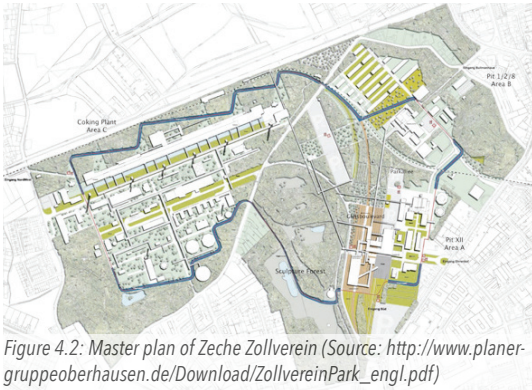 Pit 1/2/8
Area B
Coking Plant
Area C
Pit XII
Area A
Sculpture Forest
Figure 4.2: Master plan of Zeche Zollverein (Source: http://www.planer-
gruppeoberhausen.de/Download/ZollvereinPark_engl.pdf)